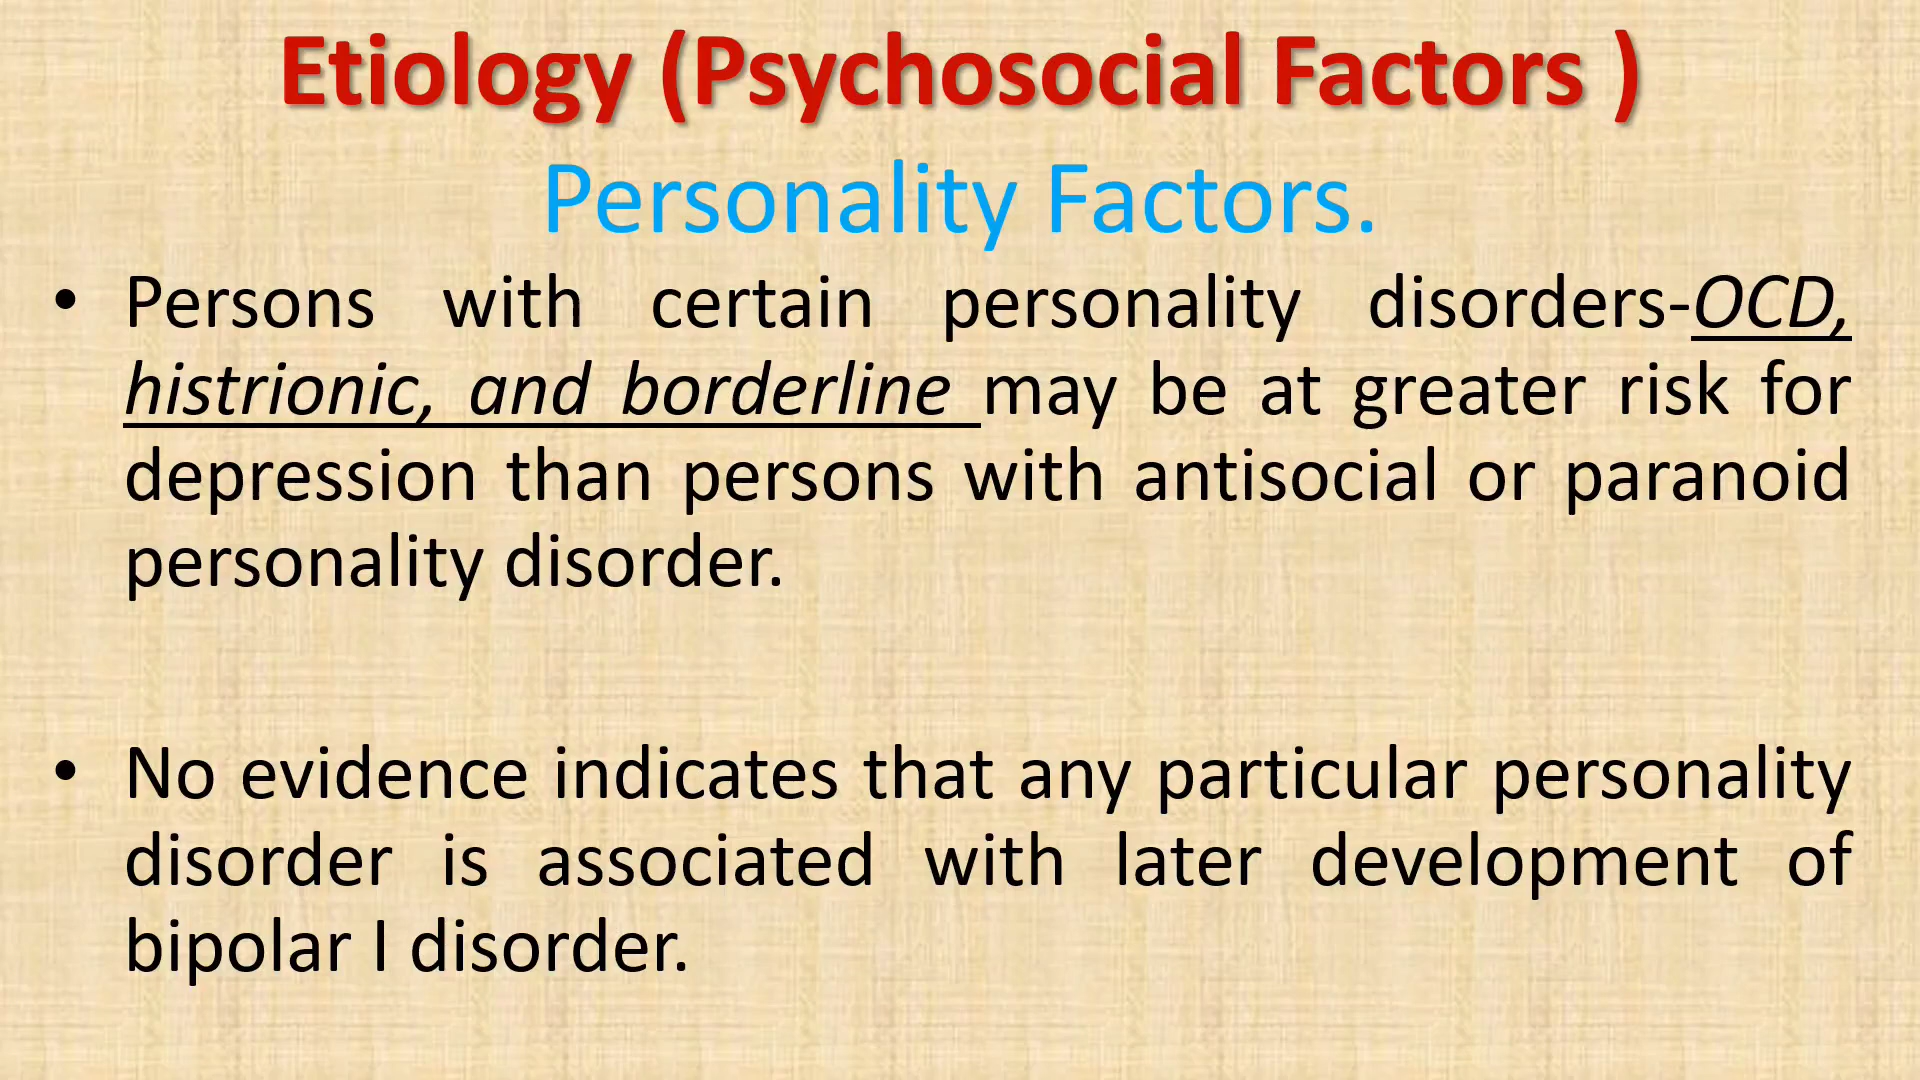 Etiology (Psychosocial Factors )
Personality Factors.
• Persons with certain personality disorders-OCD,
histrionic, and borderline may be at greater risk for
depression than persons with antisocial or paranoid
personality disorder.
• No evidence indicates that any particular personality
disorder is associated with later development of
bipolar I disorder.